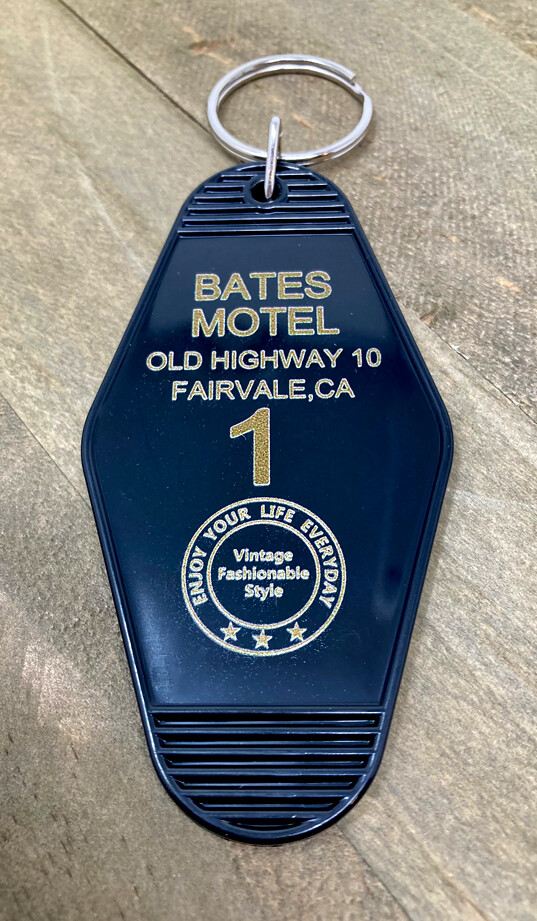 BATES
MOTEL
OLD HIGHWAY 10
FAIRVALE,CA
1
ENJOY YOUR LIFE EVERYDAY
Vintage
Fashionable
Style